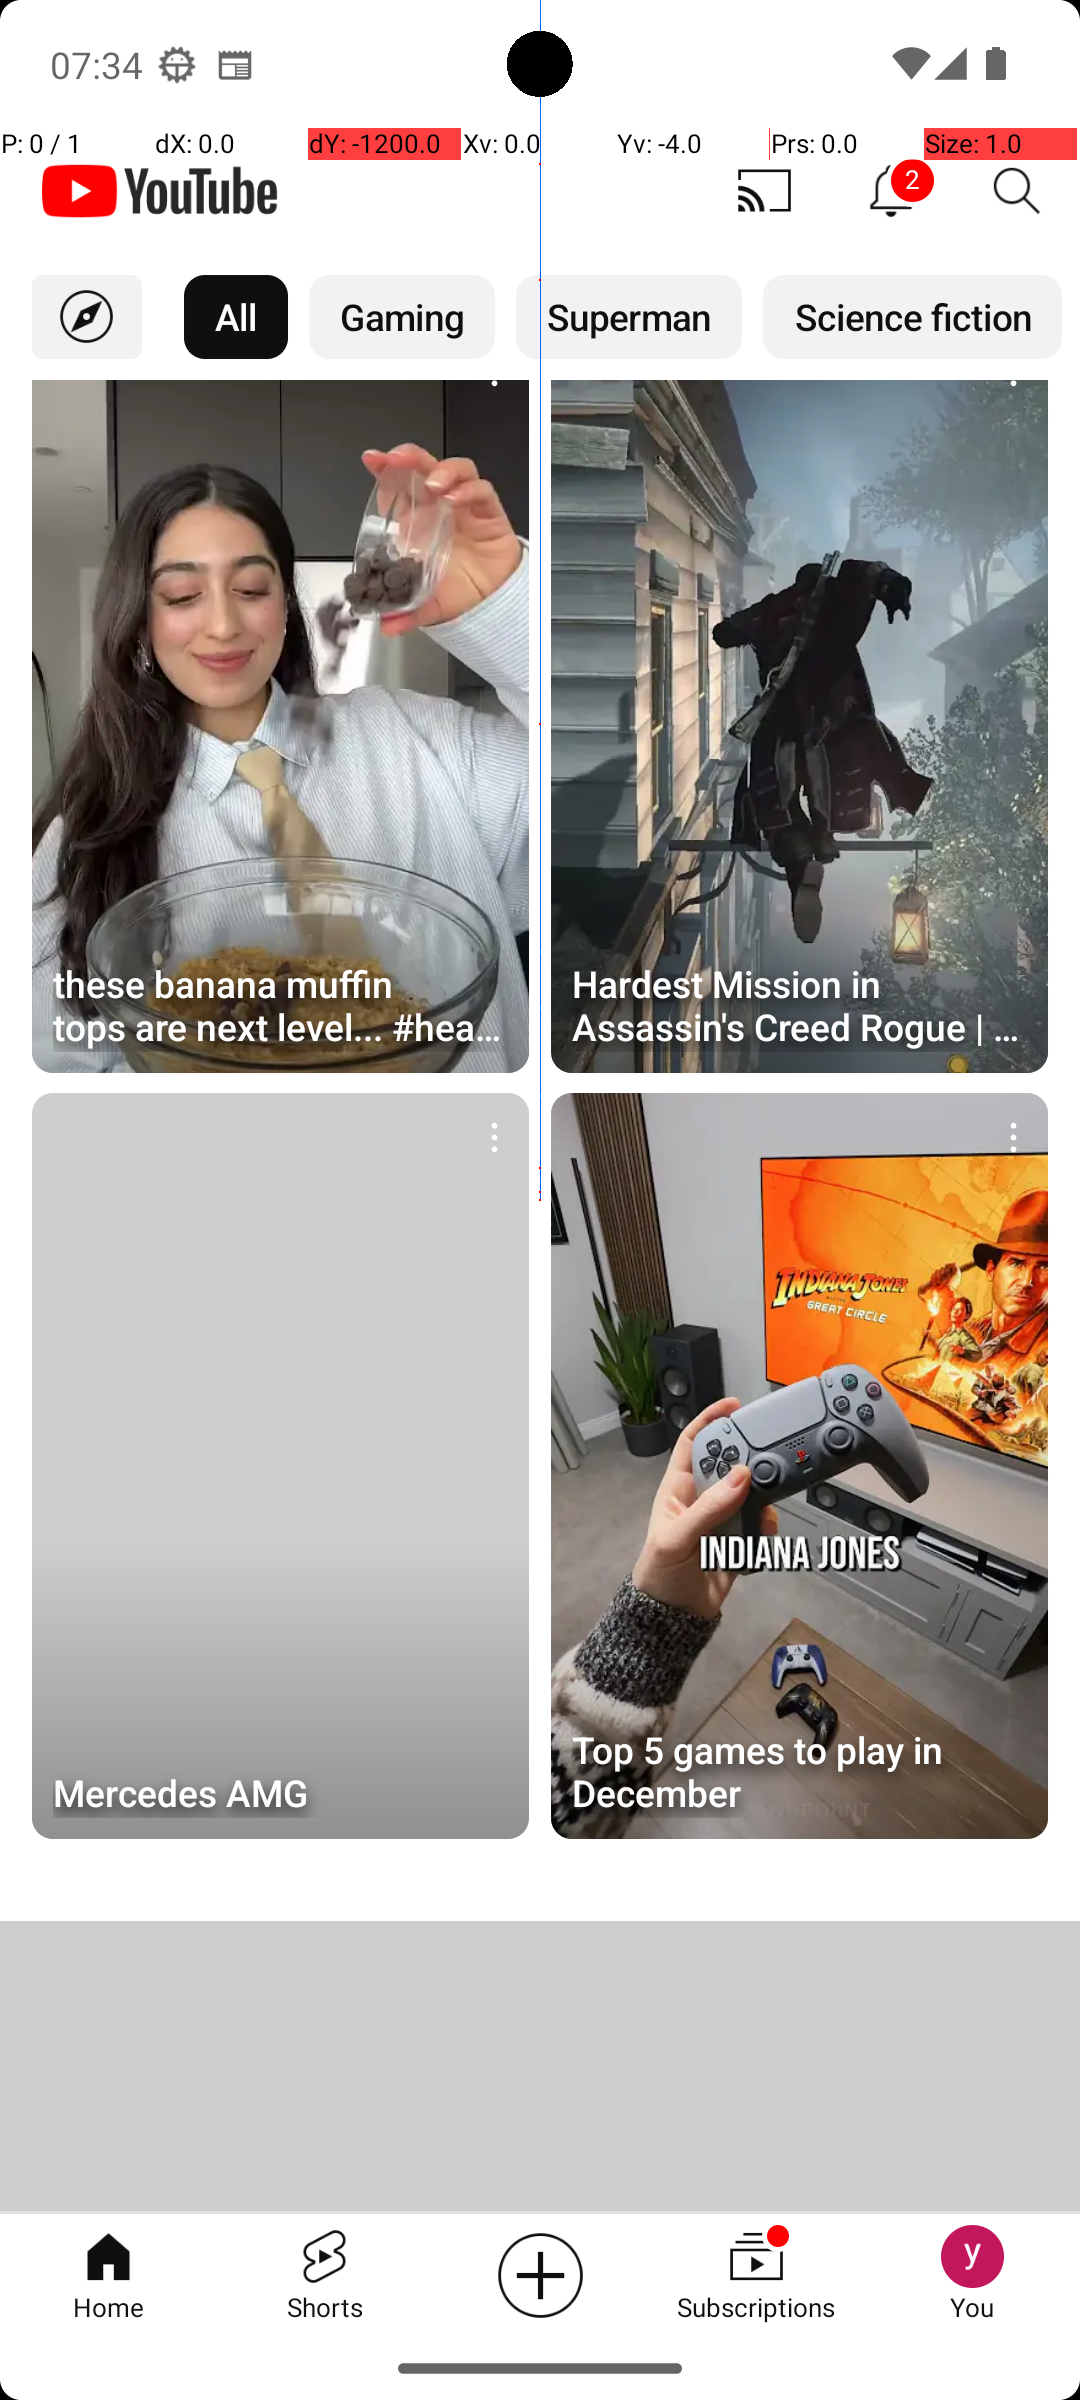 07:34
P: 0 / 1 dX: 0.0 dY: -1200.0 Xv: 0.0 Yv: -4.0 Prs: 0.0 Size: 1.0
YouTube
2
All Gaming Superman Science fiction
these banana muffin
tops are next level... #hea...
Hardest Mission in
Assassin's Creed Rogue | ...
Mercedes AMG
INDIANA JONES
GREAT CIRCLE
INDIANA JONES
Top 5 games to play in
December
Home Shorts Subscriptions You
y